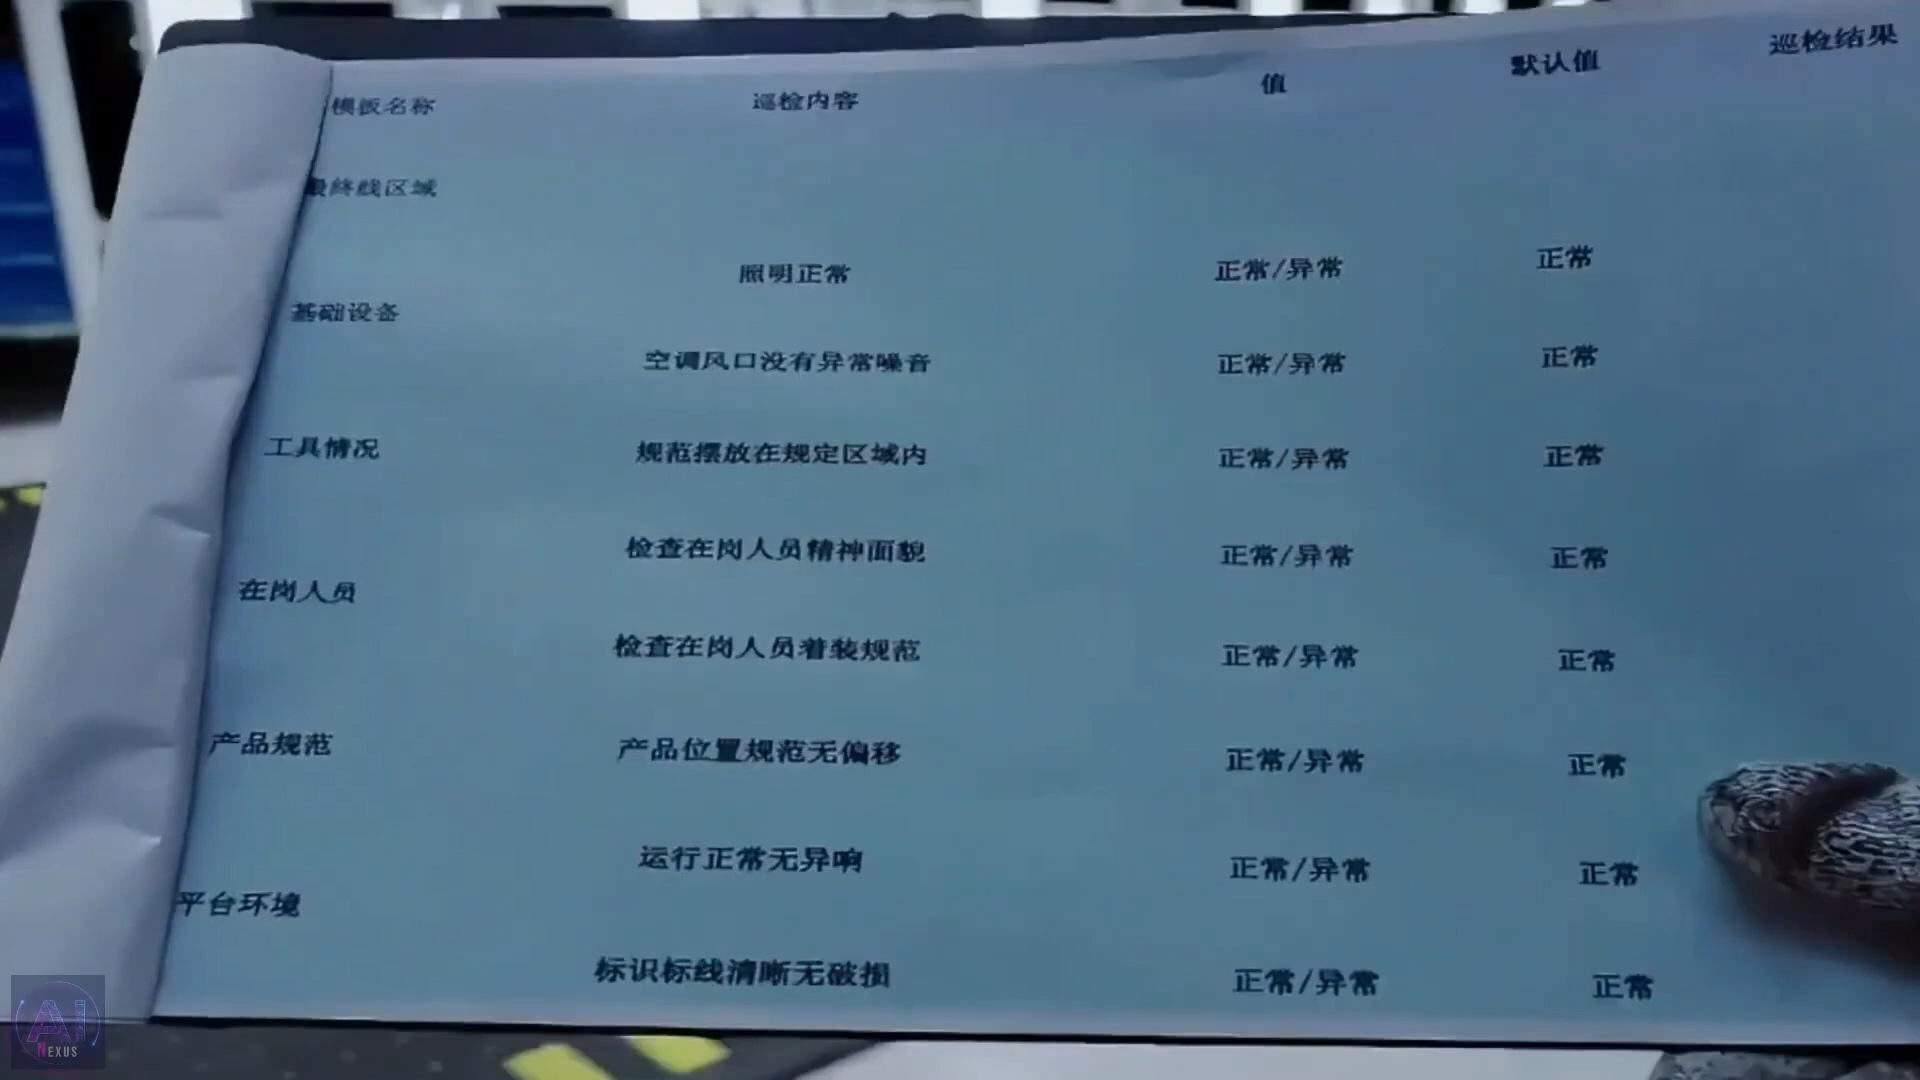 模板名称 巡检内容 值 默认值 巡检结果
最终线区域
照明正常 正常/异常 正常
基础设备
空调风口没有异常噪音 正常/异常 正常
工具情况 规范摆放在规定区域内 正常/异常 正常
检查在岗人员精神面貌 正常/异常 正常
在岗人员
检查在岗人员着装规范 正常/异常 正常
产品规范 产品位置规范无偏移 正常/异常 正常
运行正常无异响 正常/异常 正常
平台环境
标识标线清晰无破损 正常/异常 正常
AI
NEXUS